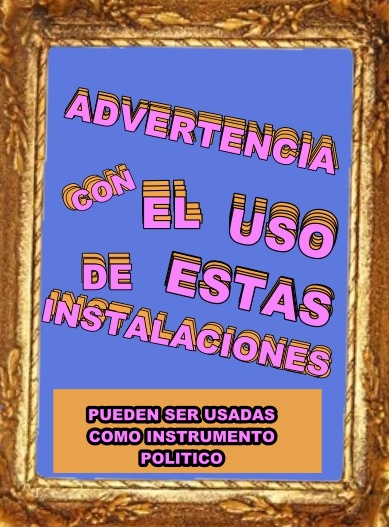 ADVERTENCIA
CON EL USO
DE ESTAS
INSTALACIONES
PUEDEN SER USADAS
COMO INSTRUMENTO
POLITICO